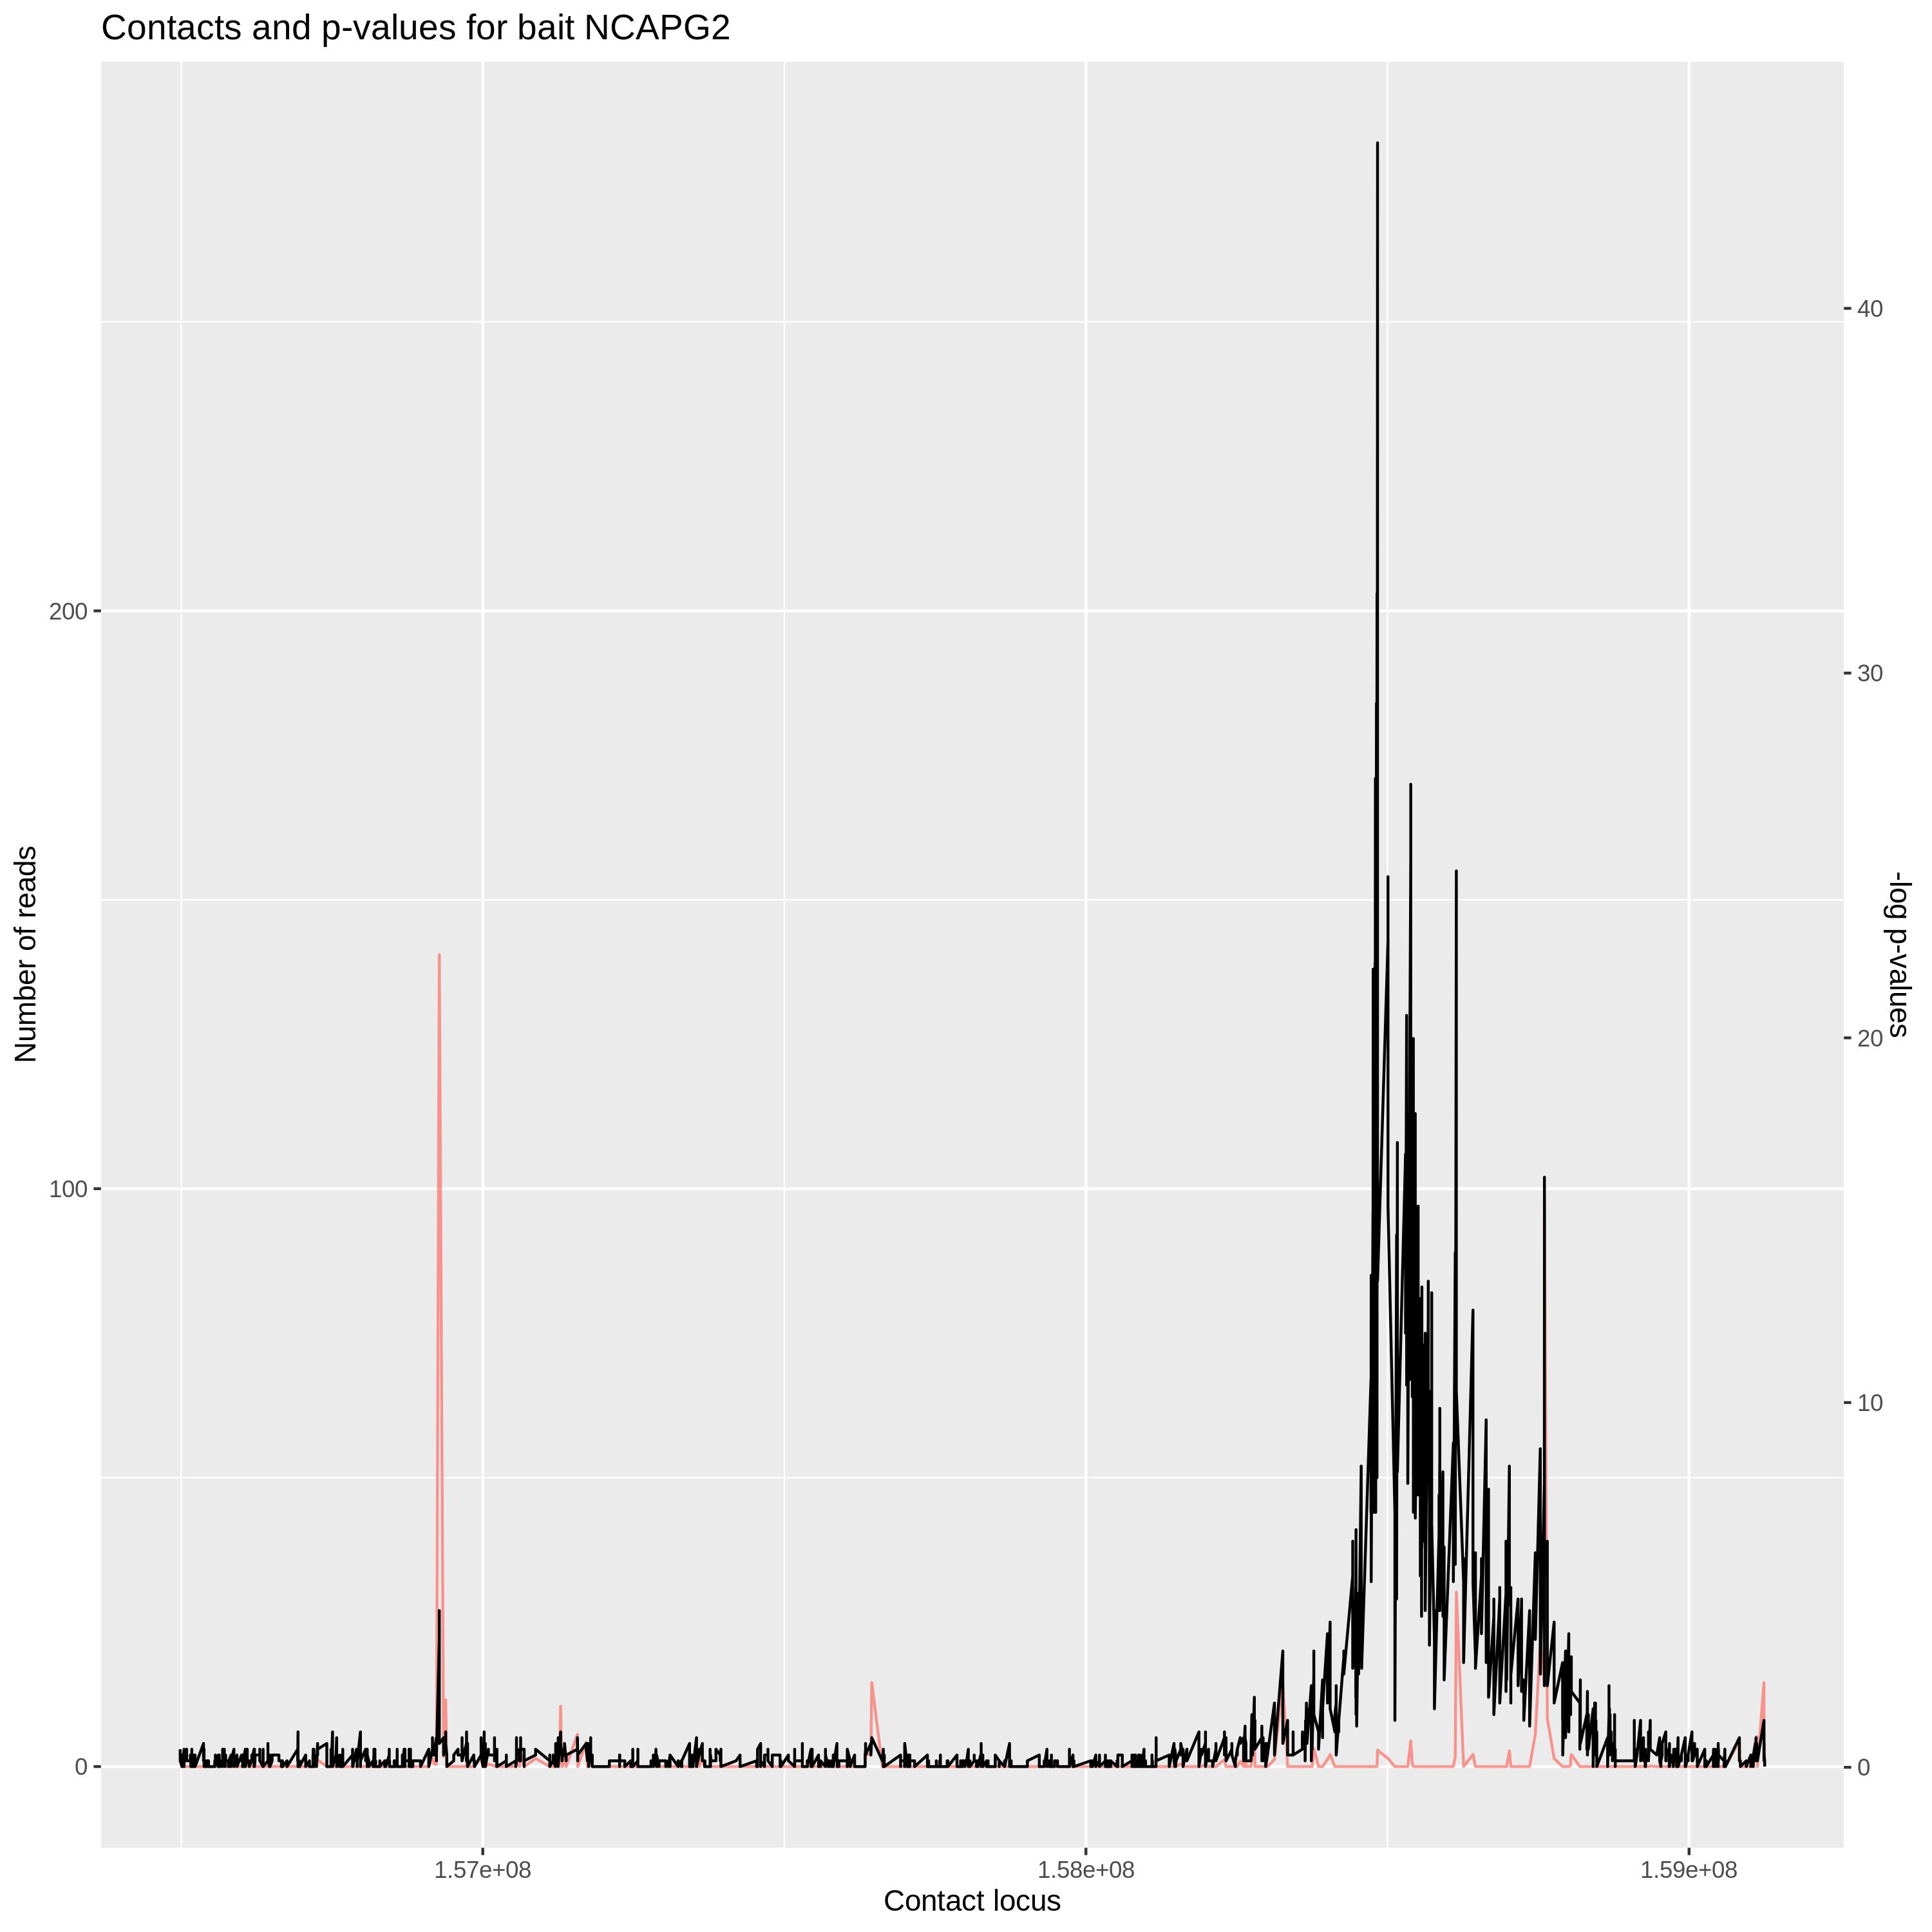 Contacts and p-values for bait NCAPG2
Number of reads
200
100
0
40
30
20
10
0
-log p-values
1.57e+08 1.58e+08 1.59e+08
Contact locus